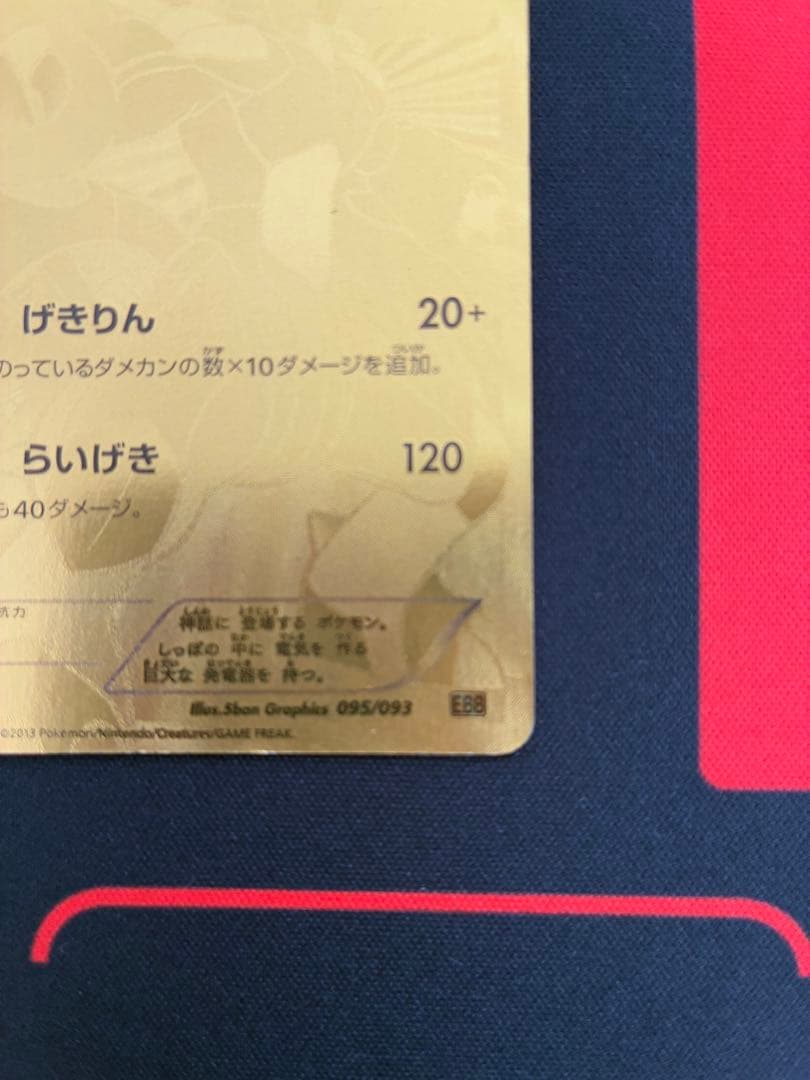 げきりん 20+
のっているダメカンの数×10ダメージを追加。
らいげき 120
も40ダメージ。
抗力
神話に 登場する ポケモン。
しっぽの 中に 電気を 作る
巨大な 発電器を 持つ。
Illus.5ban Graphics 095/093 EBB
©2013 Pokémon/Nintendo/Creatures/GAME FREAK.